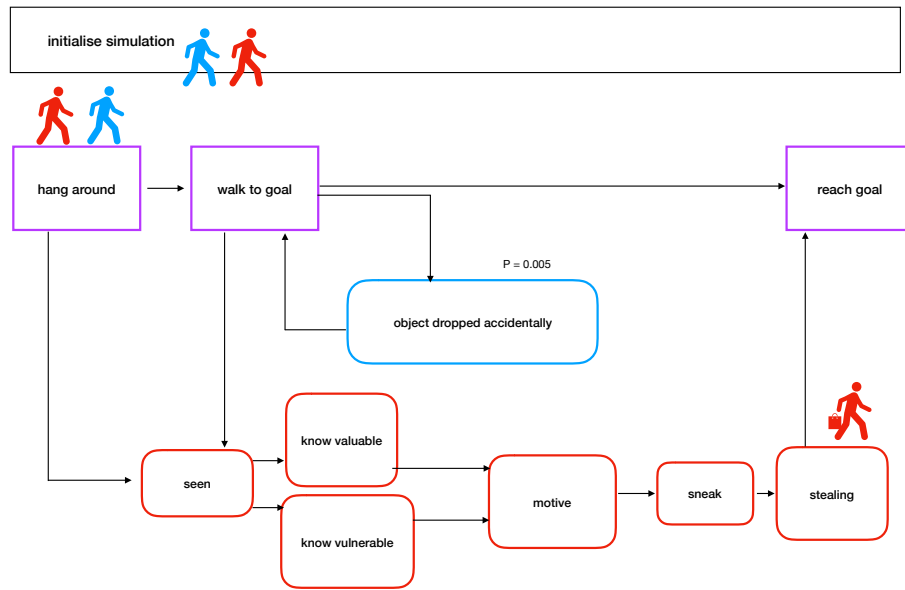 initialise simulation
hang around
walk to goal
reach goal
P = 0.005
object dropped accidentally
know valuable
seen
know vulnerable
motive
sneak
stealing